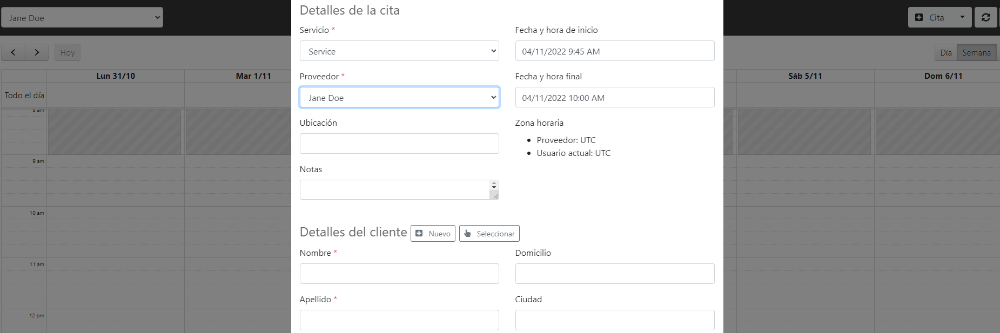 Jane Doe
Cita
Hoy
Día
Semana
Lun 31/10
Mar 1/11
Sáb 5/11
Dom 6/11
Todo el día
8 am
9 am
10 am
11 am
12 pm
Detalles de la cita
Servicio *
Service
Fecha y hora de inicio
04/11/2022 9:45 AM
Proveedor *
Jane Doe
Fecha y hora final
04/11/2022 10:00 AM
Ubicación
Zona horaria
Proveedor: UTC
Usuario actual: UTC
Notas
Detalles del cliente
Nuevo
Seleccionar
Nombre *
Domicilio
Apellido *
Ciudad